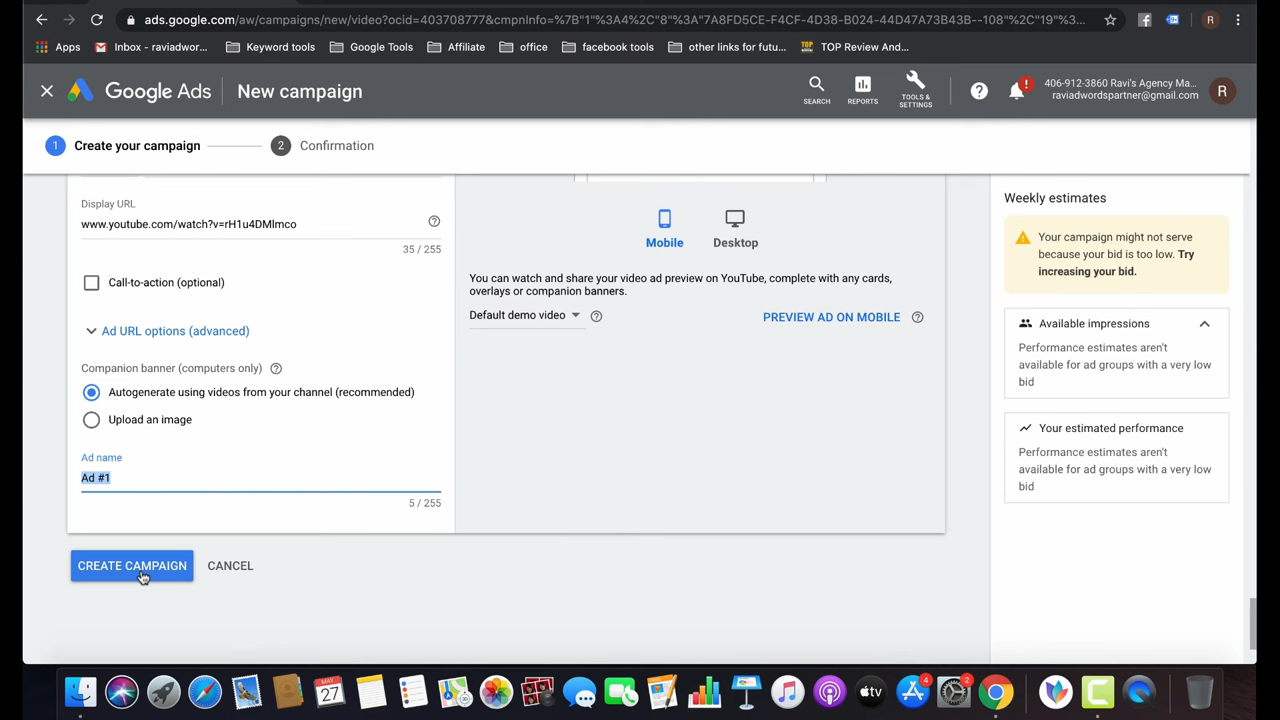 ads.google.com/aw/campaigns/new/video?ocid=403708777&cmpnInfo=%7B"1"%3A4%2C"8"%3A"7A8FD5CE-F4CF-4D38-B024-44D47A73B43B--108"%2C"19"%3...
R
Apps
Inbox - raviadwor...
Keyword tools
Google Tools
Affiliate
office
facebook tools
other links for futu...
TOP Review And...
Google Ads
New campaign
SEARCH
REPORTS
TOOLS & SETTINGS
406-912-3860 Ravi's Agency Ma...
raviadwordspartner@gmail.com
R
1 Create your campaign
2 Confirmation
Display URL
www.youtube.com/watch?v=rH1u4DMlmco
35 / 255
Call-to-action (optional)
Ad URL options (advanced)
Companion banner (computers only)
Autogenerate using videos from your channel (recommended)
Upload an image
Ad name
Ad #1
5 / 255
CREATE CAMPAIGN
CANCEL
Mobile
Desktop
You can watch and share your video ad preview on YouTube, complete with any cards,
overlays or companion banners.
Default demo video
PREVIEW AD ON MOBILE
Weekly estimates
Your campaign might not serve
because your bid is too low. Try
increasing your bid.
Available impressions
Performance estimates aren't
available for ad groups with a very low
bid
Your estimated performance
Performance estimates aren't
available for ad groups with a very low
bid
MAY
27
tv
4
2